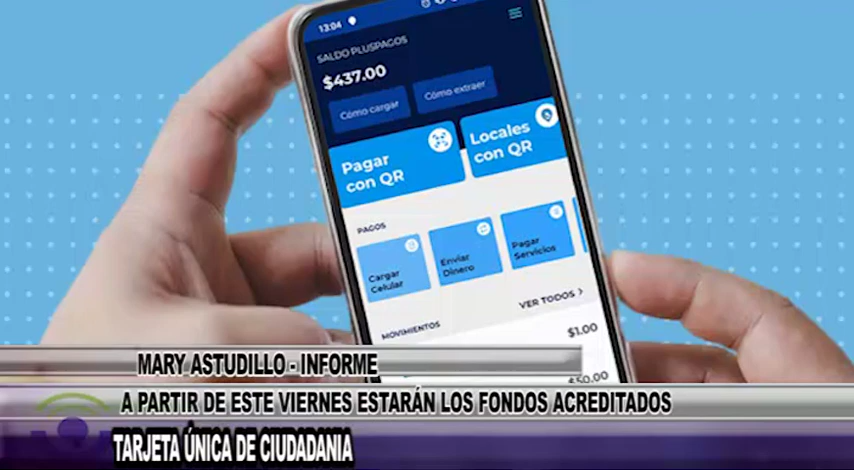 13:04
SALDO PLUSPAGOS
$437.00
Cómo cargar
Cómo extraer
Pagar
con QR
Locales
con QR
PAGOS
Cargar
Celular
Enviar
Dinero
Pagar
Servicios
VER TODOS >
MOVIMIENTOS
$1.00
$50.00
MARY ASTUDILLO - INFORME
A PARTIR DE ESTE VIERNES ESTARÁN LOS FONDOS ACREDITADOS
TARJETA ÚNICA DE CIUDADANIA